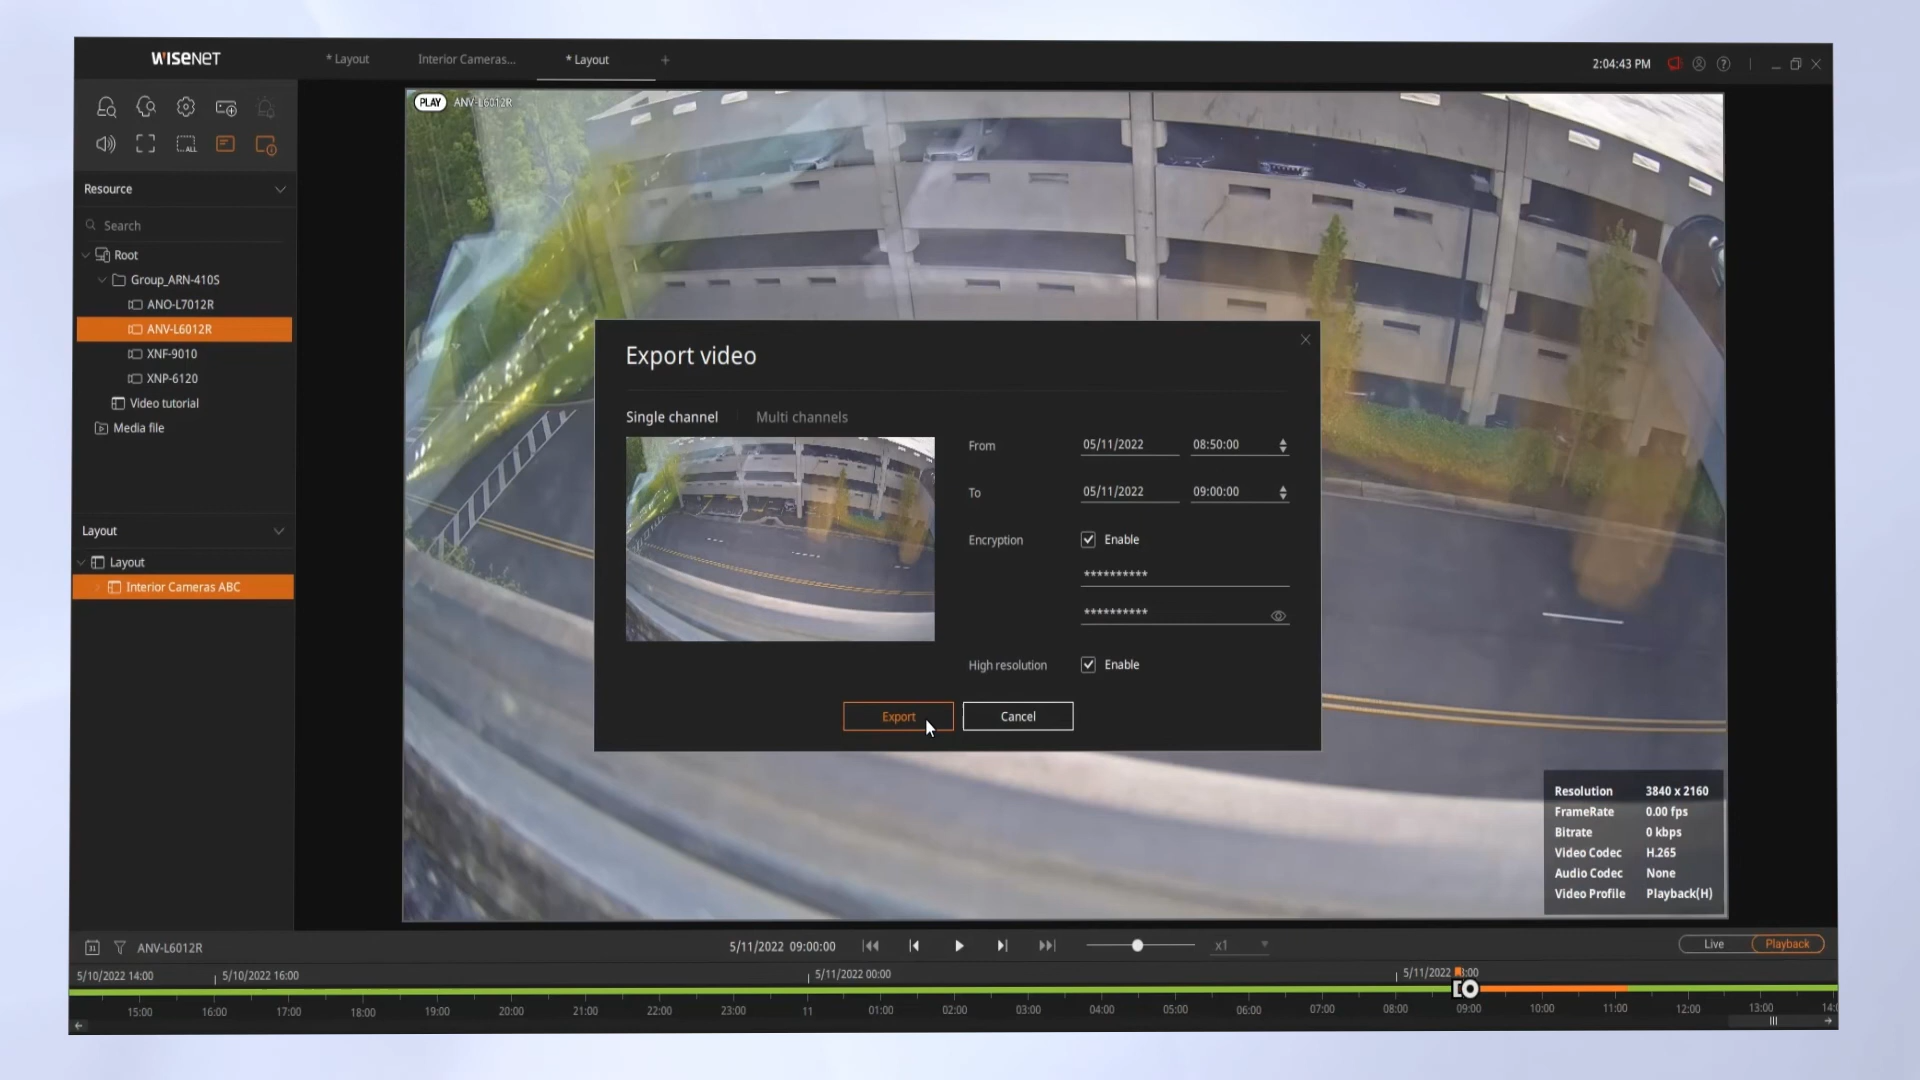 WISENET
* Layout
Interior Cameras...
* Layout
+
2:04:43 PM
PLAY
ANV-L6012R
ALL
Resource
Search
Root
Group_ARN-410S
ANO-L7012R
ANV-L6012R
XNF-9010
XNP-6120
Video tutorial
Media file
Layout
Layout
Interior Cameras ABC
Export video
Single channel
Multi channels
From
05/11/2022
08:50:00
To
05/11/2022
09:00:00
Encryption
Enable
**********
**********
High resolution
Enable
Export
Cancel
Resolution 3840 x 2160
FrameRate 0.00 fps
Bitrate 0 kbps
Video Codec H.265
Audio Codec None
Video Profile Playback(H)
31
ANV-L6012R
5/11/2022 09:00:00
x1
Live
Playback
5/10/2022 14:00
5/10/2022 16:00
5/11/2022 00:00
5/11/2022
15:00 16:00 17:00 18:00 19:00 20:00 21:00 22:00 23:00 11 01:00 02:00 03:00 04:00 05:00 06:00 07:00 08:00 09:00 10:00 11:00 12:00 13:00